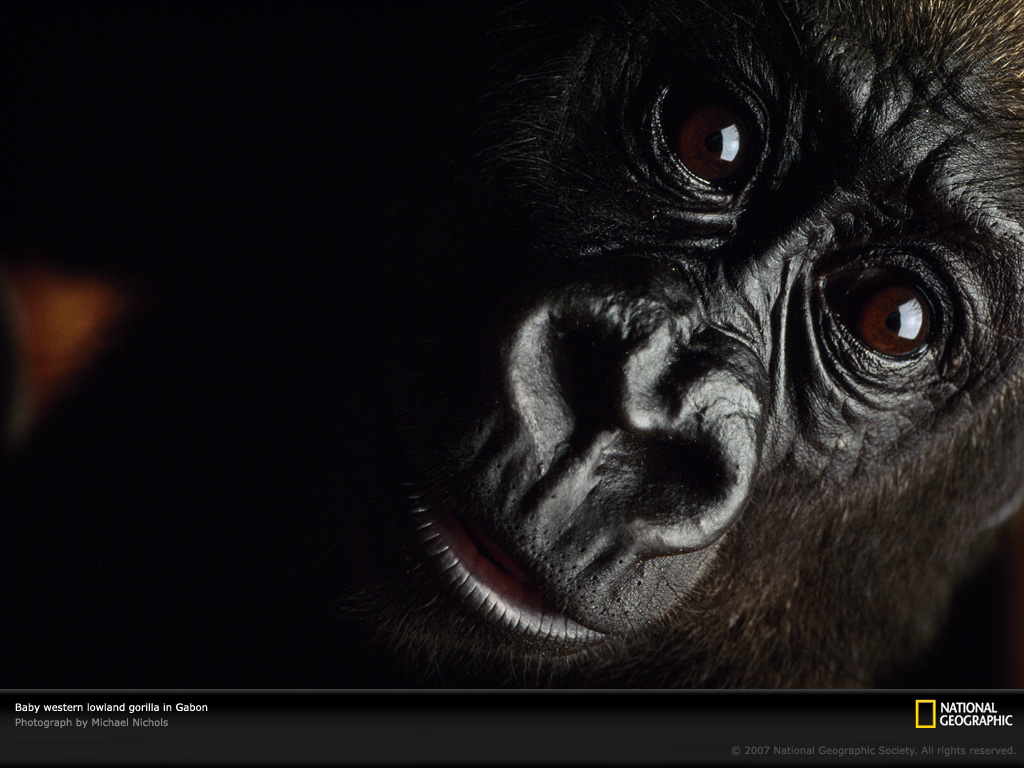 Baby western lowland gorilla in Gabon
Photograph by Michael Nichols
NATIONAL
GEOGRAPHIC
© 2007 National Geographic Society. All rights reserved.